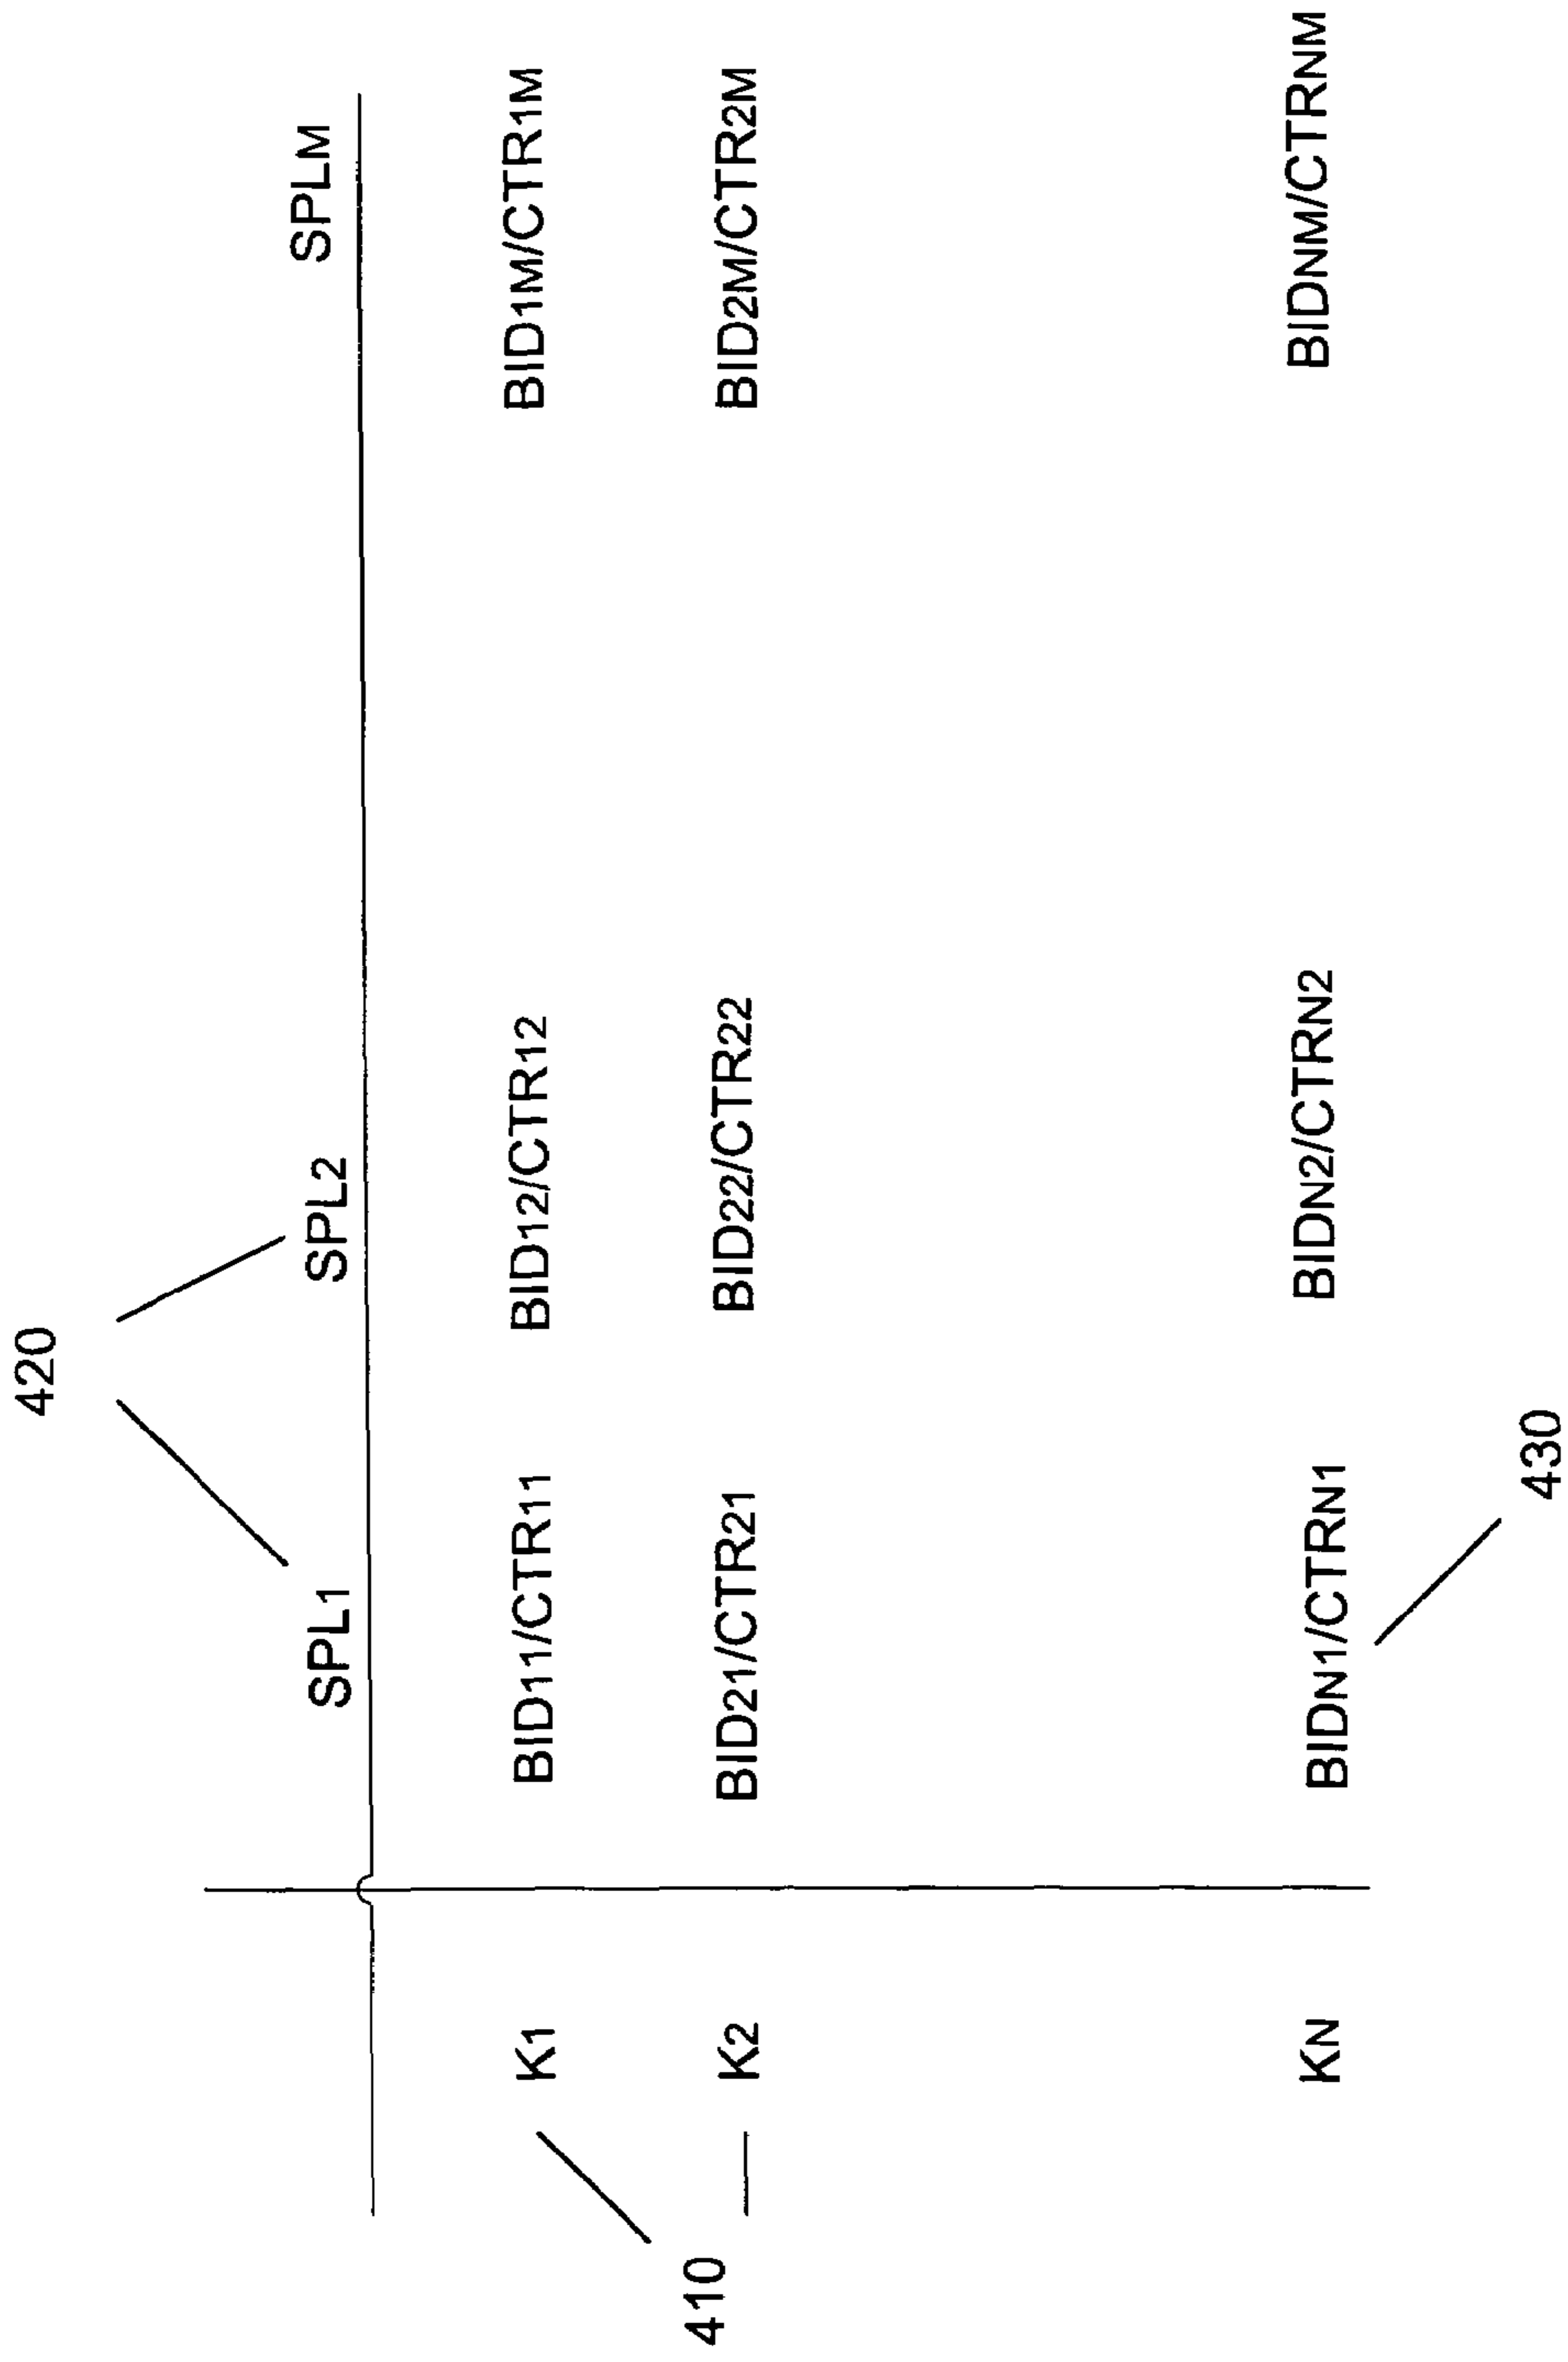 420
SPL1 SPL2 SPLM
K1 BID11/CTR11 BID12/CTR12 BID1M/CTR1M
410
K2 BID21/CTR21 BID22/CTR22 BID2M/CTR2M
KN BIDN1/CTRN1 BIDN2/CTRN2 BIDNM/CTRNM
430